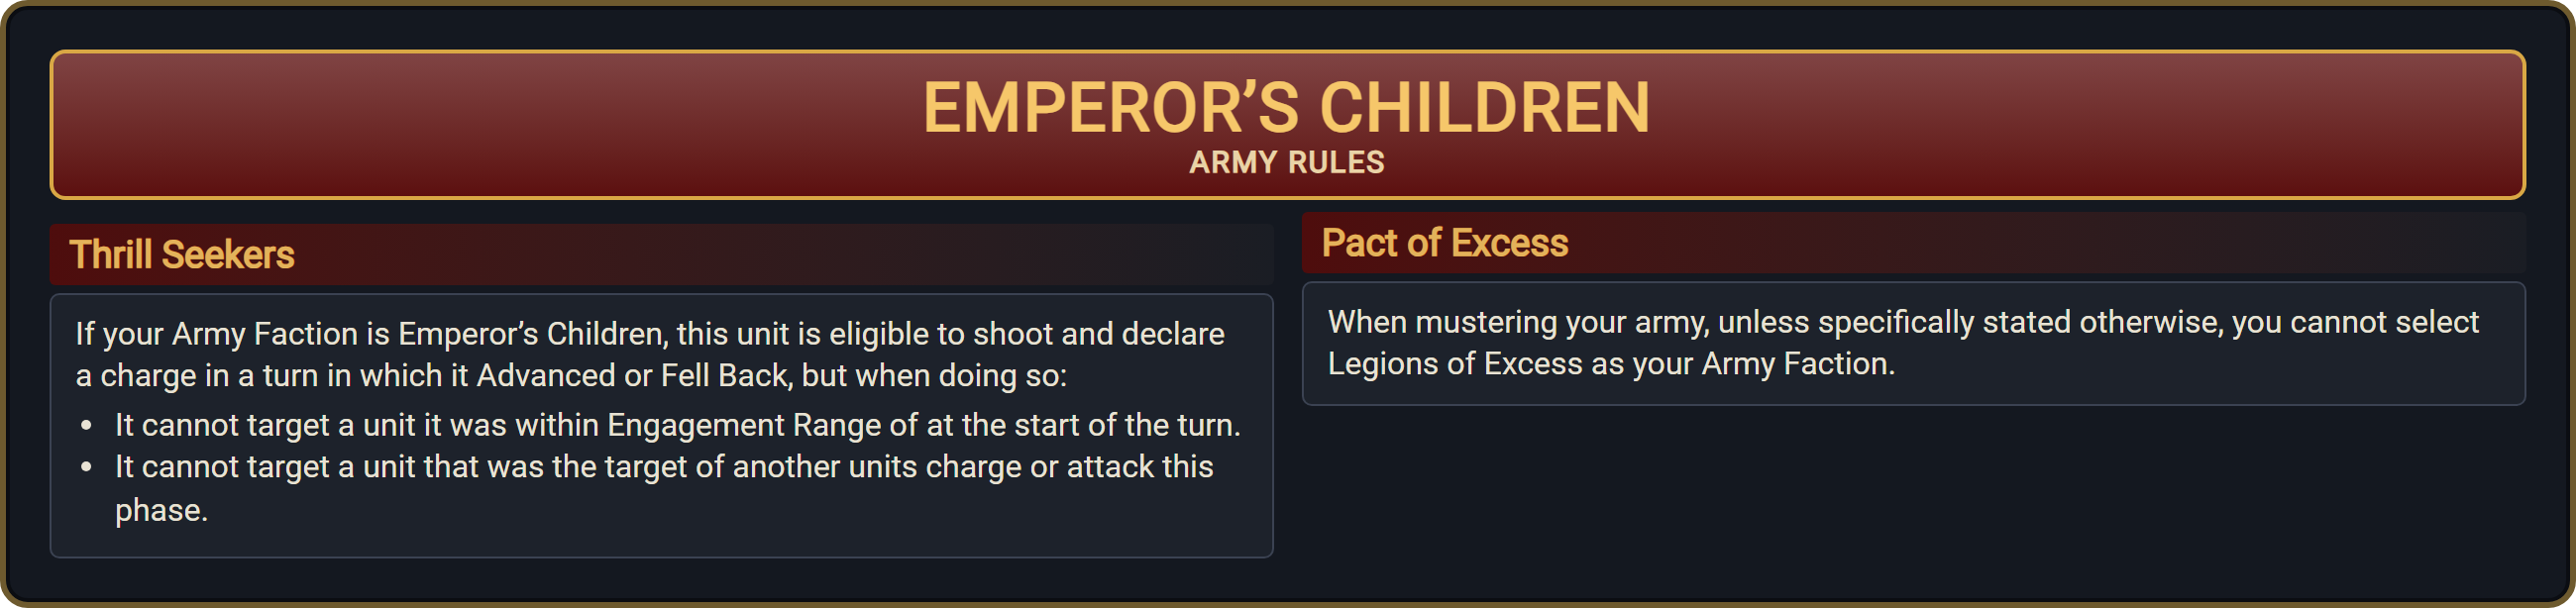 EMPEROR’S CHILDREN
ARMY RULES
Thrill Seekers
If your Army Faction is Emperor’s Children, this unit is eligible to shoot and declare
a charge in a turn in which it Advanced or Fell Back, but when doing so:
• It cannot target a unit it was within Engagement Range of at the start of the turn.
• It cannot target a unit that was the target of another units charge or attack this
phase.
Pact of Excess
When mustering your army, unless specifically stated otherwise, you cannot select
Legions of Excess as your Army Faction.